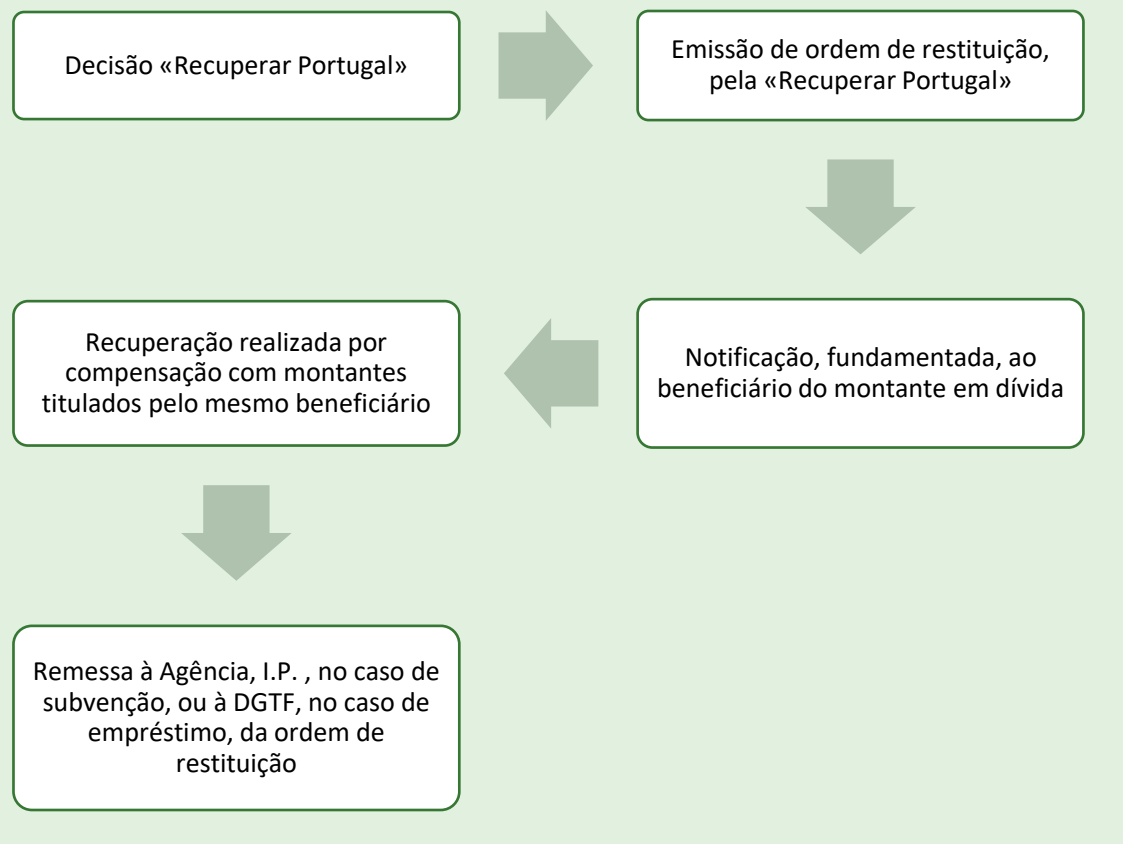 Decisão «Recuperar Portugal»
Emissão de ordem de restituição,
pela «Recuperar Portugal»
Notificação, fundamentada, ao
beneficiário do montante em dívida
Recuperação realizada por
compensação com montantes
titulados pelo mesmo beneficiário
Remessa à Agência, I.P. , no caso de
subvenção, ou à DGTF, no caso de
empréstimo, da ordem de
restituição